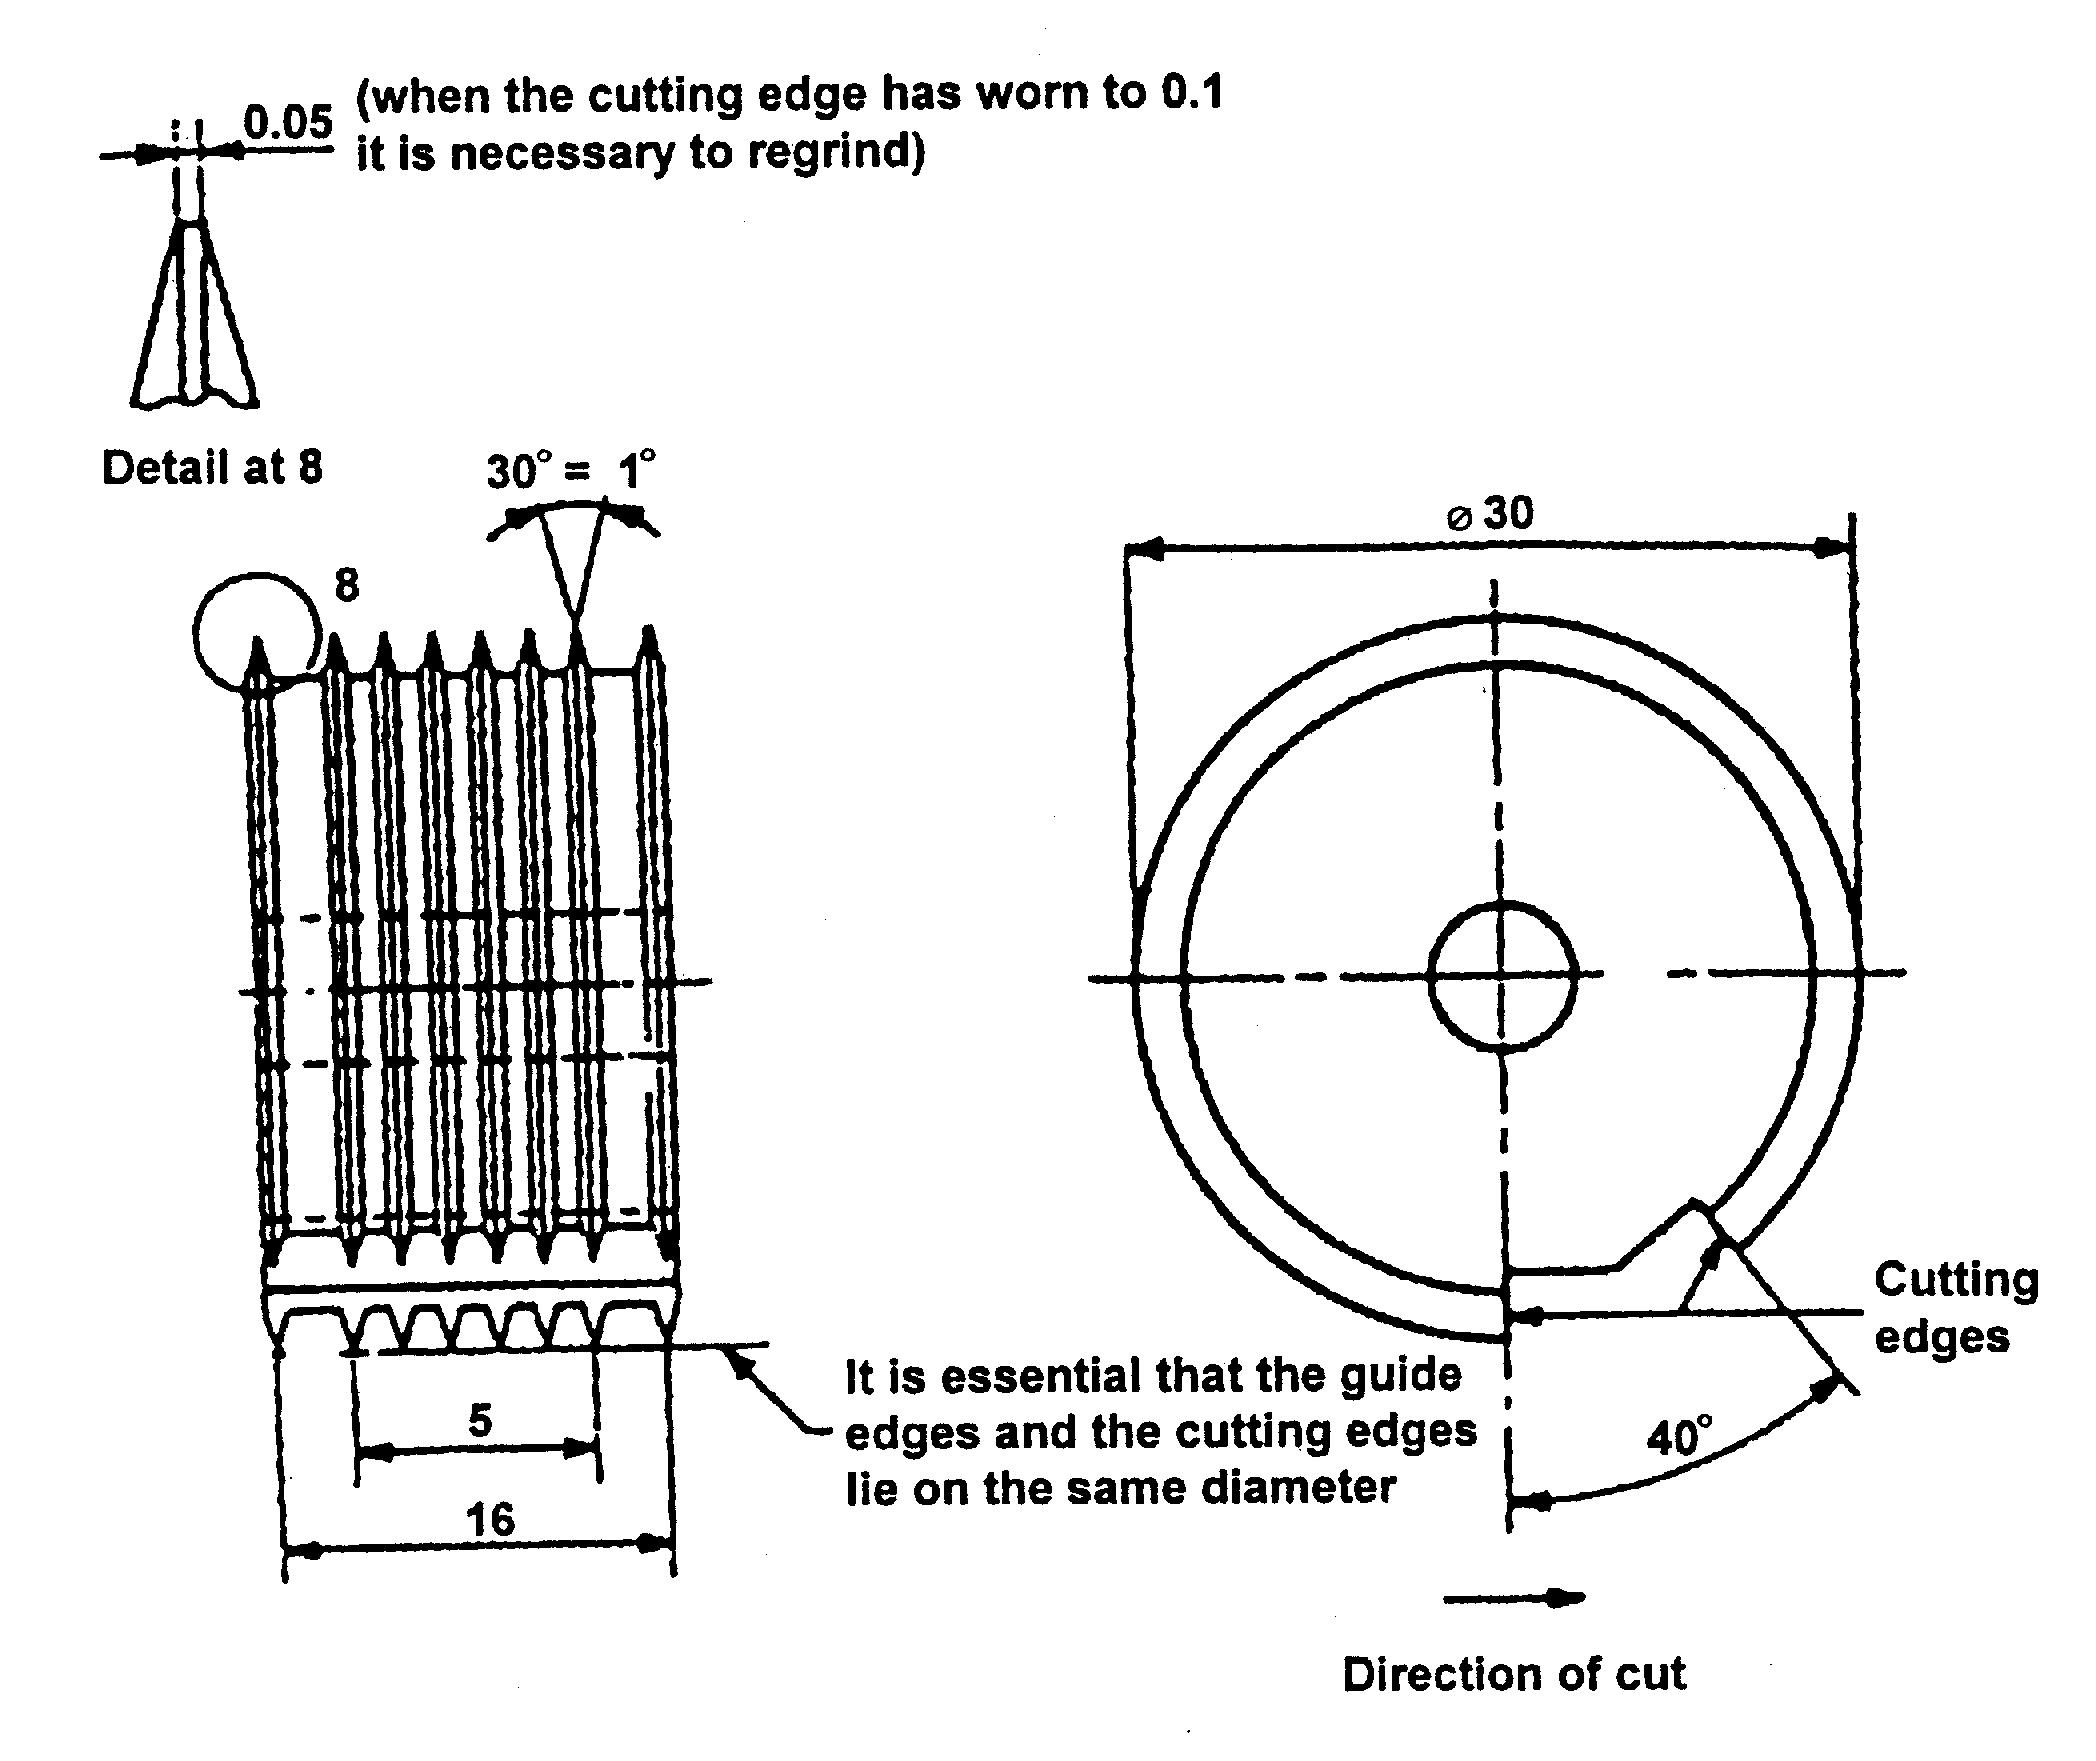 0.05 (when the cutting edge has worn to 0.1
it is necessary to regrind)
Detail at 8
30° = 1°
8
⌀ 30
Cutting
edges
It is essential that the guide
edges and the cutting edges
lie on the same diameter
5
40°
16
Direction of cut